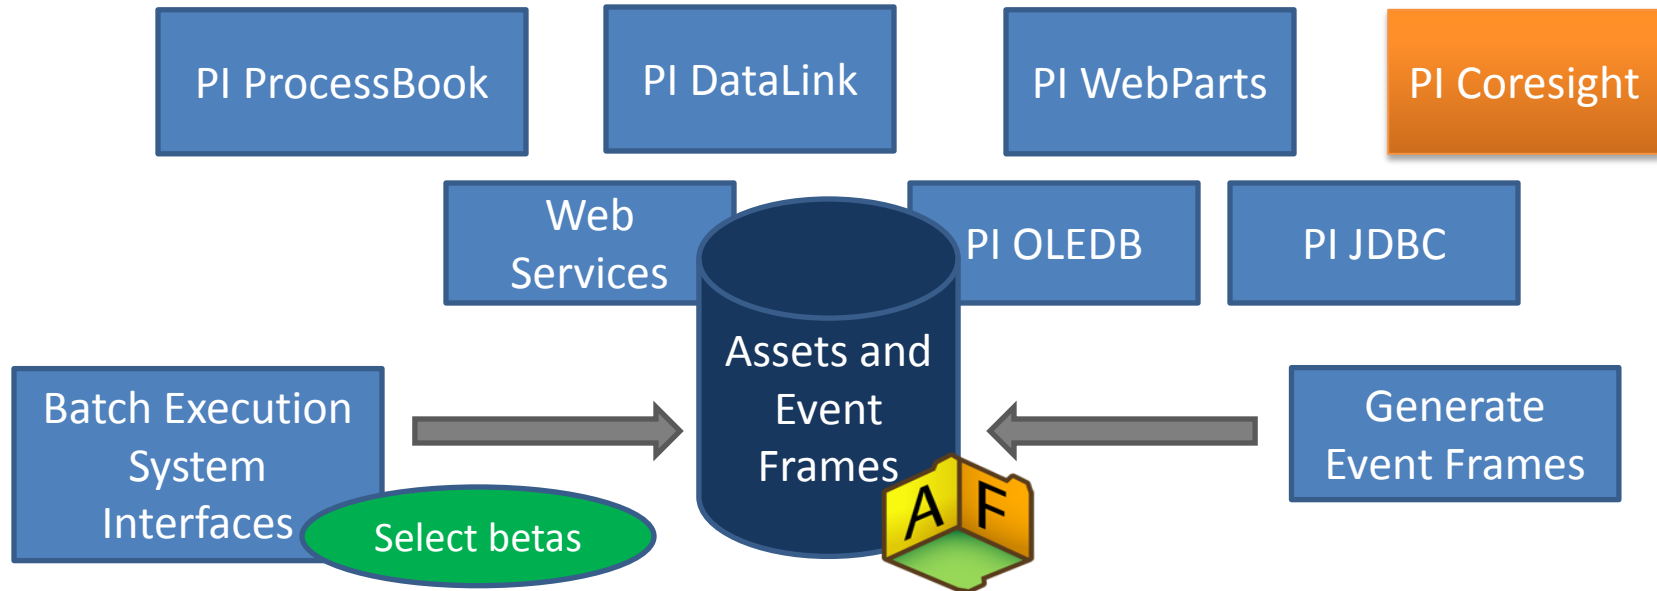 PI ProcessBook
PI DataLink
PI WebParts
PI Coresight
Web
Services
PI OLEDB
PI JDBC
Assets and
Event
Frames
Batch Execution
System
Interfaces
Select betas
Generate
Event Frames
A F